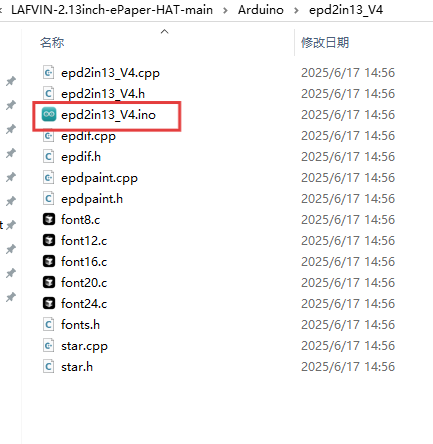 < LAFVIN-2.13inch-ePaper-HAT-main > Arduino > epd2in13_V4
名称 修改日期
epd2in13_V4.cpp 2025/6/17 14:56
epd2in13_V4.h 2025/6/17 14:56
epd2in13_V4.ino 2025/6/17 14:56
epdif.cpp 2025/6/17 14:56
epdif.h 2025/6/17 14:56
epdpaint.cpp 2025/6/17 14:56
epdpaint.h 2025/6/17 14:56
font8.c 2025/6/17 14:56
font12.c 2025/6/17 14:56
font16.c 2025/6/17 14:56
font20.c 2025/6/17 14:56
font24.c 2025/6/17 14:56
fonts.h 2025/6/17 14:56
star.cpp 2025/6/17 14:56
star.h 2025/6/17 14:56